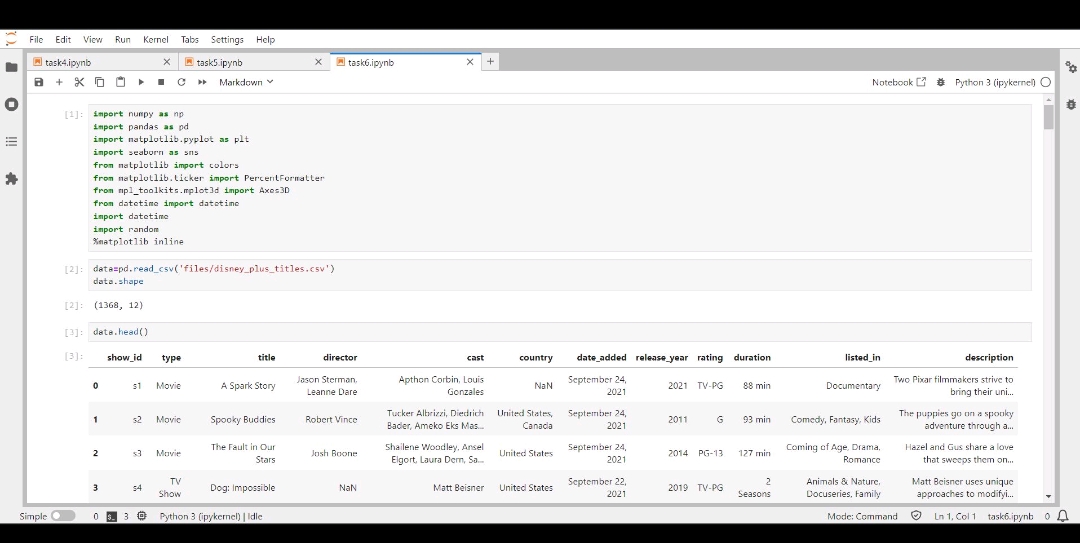 File Edit View Run Kernel Tabs Settings Help
task4.ipynb task5.ipynb task6.ipynb
Markdown Notebook Python 3 (ipykernel)
[1]: import numpy as np
import pandas as pd
import matplotlib.pyplot as plt
import seaborn as sns
from matplotlib import colors
from matplotlib.ticker import PercentFormatter
from mpl_toolkits.mplot3d import Axes3D
from datetime import datetime
import datetime
import random
%matplotlib inline
[2]: data=pd.read_csv('files/disney_plus_titles.csv')
data.shape
[2]: (1368, 12)
[3]: data.head()
[3]: show_id type title director cast country date_added release_year rating duration listed_in description
0 s1 Movie A Spark Story Jason Sterman, Leanne Dare Apthon Corbin, Louis Gonzales NaN September 24, 2021 2021 TV-PG 88 min Documentary Two Pixar filmmakers strive to bring their uni...
1 s2 Movie Spooky Buddies Robert Vince Tucker Albrizzi, Diedrich Bader, Ameko Eks Mas... United States, Canada September 24, 2021 2011 G 93 min Comedy, Fantasy, Kids The puppies go on a spooky adventure through a...
2 s3 Movie The Fault in Our Stars Josh Boone Shailene Woodley, Ansel Elgort, Laura Dern, Sa... United States September 24, 2021 2014 PG-13 127 min Coming of Age, Drama, Romance Hazel and Gus share a love that sweeps them on...
3 s4 TV Show Dog: Impossible NaN Matt Beisner United States September 22, 2021 2019 TV-PG 2 Seasons Animals & Nature, Docuseries, Family Matt Beisner uses unique approaches to modifyi...
Simple 0 3 Python 3 (ipykernel) | Idle Mode: Command Ln 1, Col 1 task6.ipynb 0